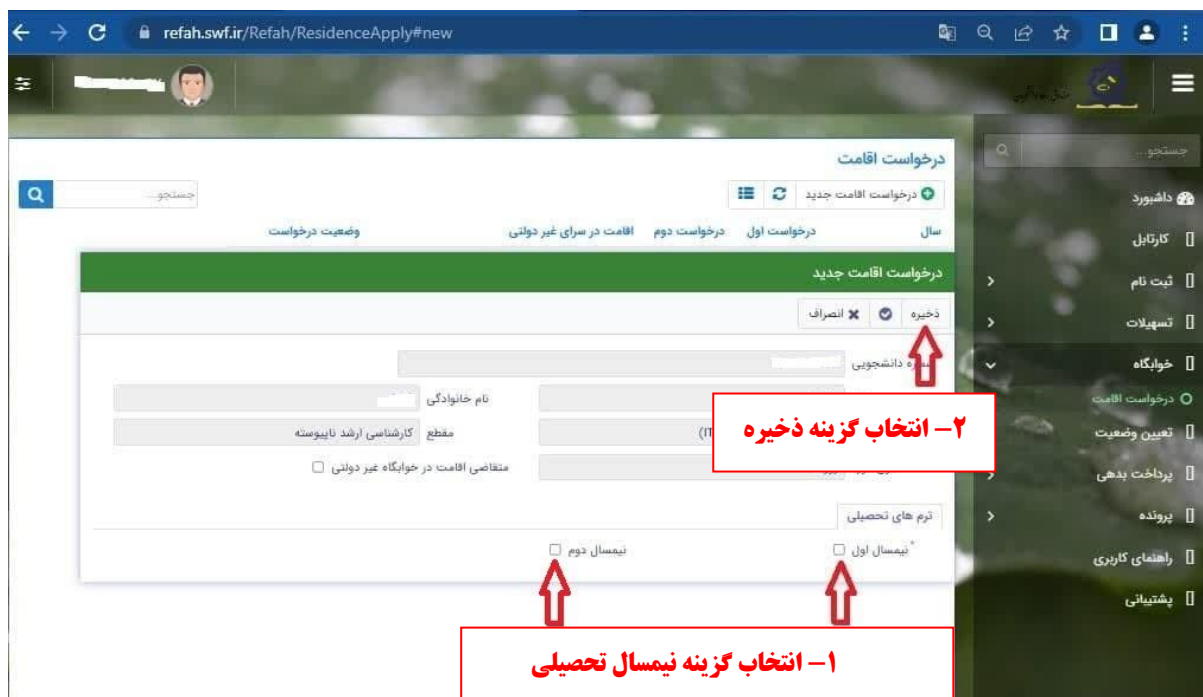 refah.swf.ir/Refah/ResidenceApply#new
جستجو...
داشبورد
کارتابل
ثبت نام
تسهیلات
خوابگاه
درخواست اقامت
تعیین وضعیت
پرداخت بدهی
پرونده
راهنمای کاربری
پشتیبانی
درخواست اقامت
درخواست اقامت جدید
جستجو...
سال درخواست اول درخواست دوم اقامت در سرای غیر دولتی وضعیت درخواست
درخواست اقامت جدید
ذخیره انصراف
دانشجویی
نام خانوادگی
مقطع کارشناسی ارشد ناپیوسته
متقاضی اقامت در خوابگاه غیر دولتی
۲- انتخاب گزینه ذخیره
ترم های تحصیلی
* نیمسال اول نیمسال دوم
۱- انتخاب گزینه نیمسال تحصیلی